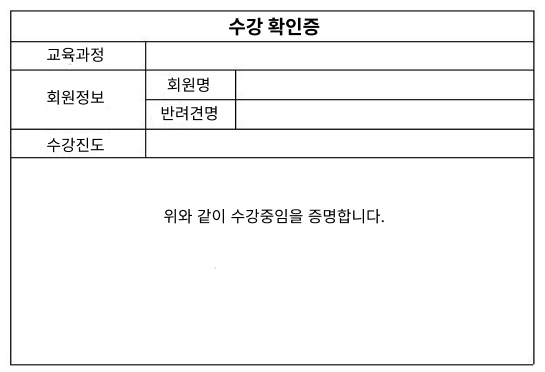 수강 확인증
교육과정
회원정보
회원명
반려견명
수강진도
위와 같이 수강중임을 증명합니다.